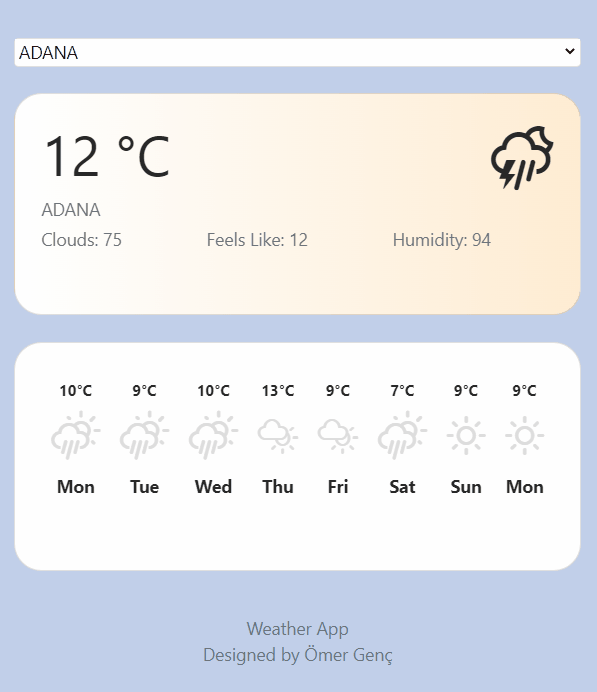 ADANA
12 °C
ADANA
Clouds: 75 Feels Like: 12 Humidity: 94
10°C 9°C 10°C 13°C 9°C 7°C 9°C 9°C
Mon Tue Wed Thu Fri Sat Sun Mon
Weather App
Designed by Ömer Genç